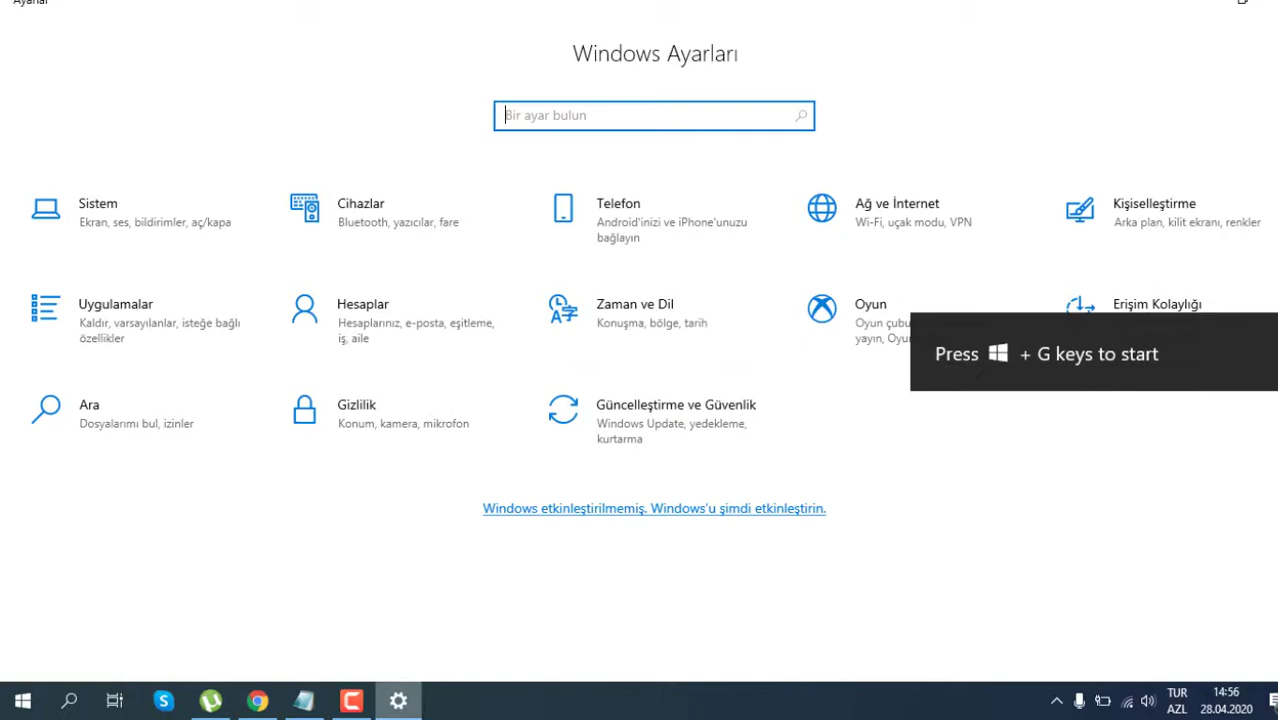 Ayarlar
Windows Ayarları
Bir ayar bulun
Sistem
Ekran, ses, bildirimler, aç/kapa
Cihazlar
Bluetooth, yazıcılar, fare
Telefon
Android'inizi ve iPhone'unuzu
bağlayın
Ağ ve İnternet
Wi-Fi, uçak modu, VPN
Kişiselleştirme
Arka plan, kilit ekranı, renkler
Uygulamalar
Kaldır, varsayılanlar, isteğe bağlı
özellikler
Hesaplar
Hesaplarınız, e-posta, eşitleme,
iş, aile
Zaman ve Dil
Konuşma, bölge, tarih
Oyun
Oyun çubu
yayın, Oyu
Erişim Kolaylığı
Press + G keys to start
Ara
Dosyalarımı bul, izinler
Gizlilik
Konum, kamera, mikrofon
Güncelleştirme ve Güvenlik
Windows Update, yedekleme,
kurtarma
Windows etkinleştirilmemiş. Windows'u şimdi etkinleştirin.
TUR
AZL
14:56
28.04.2020